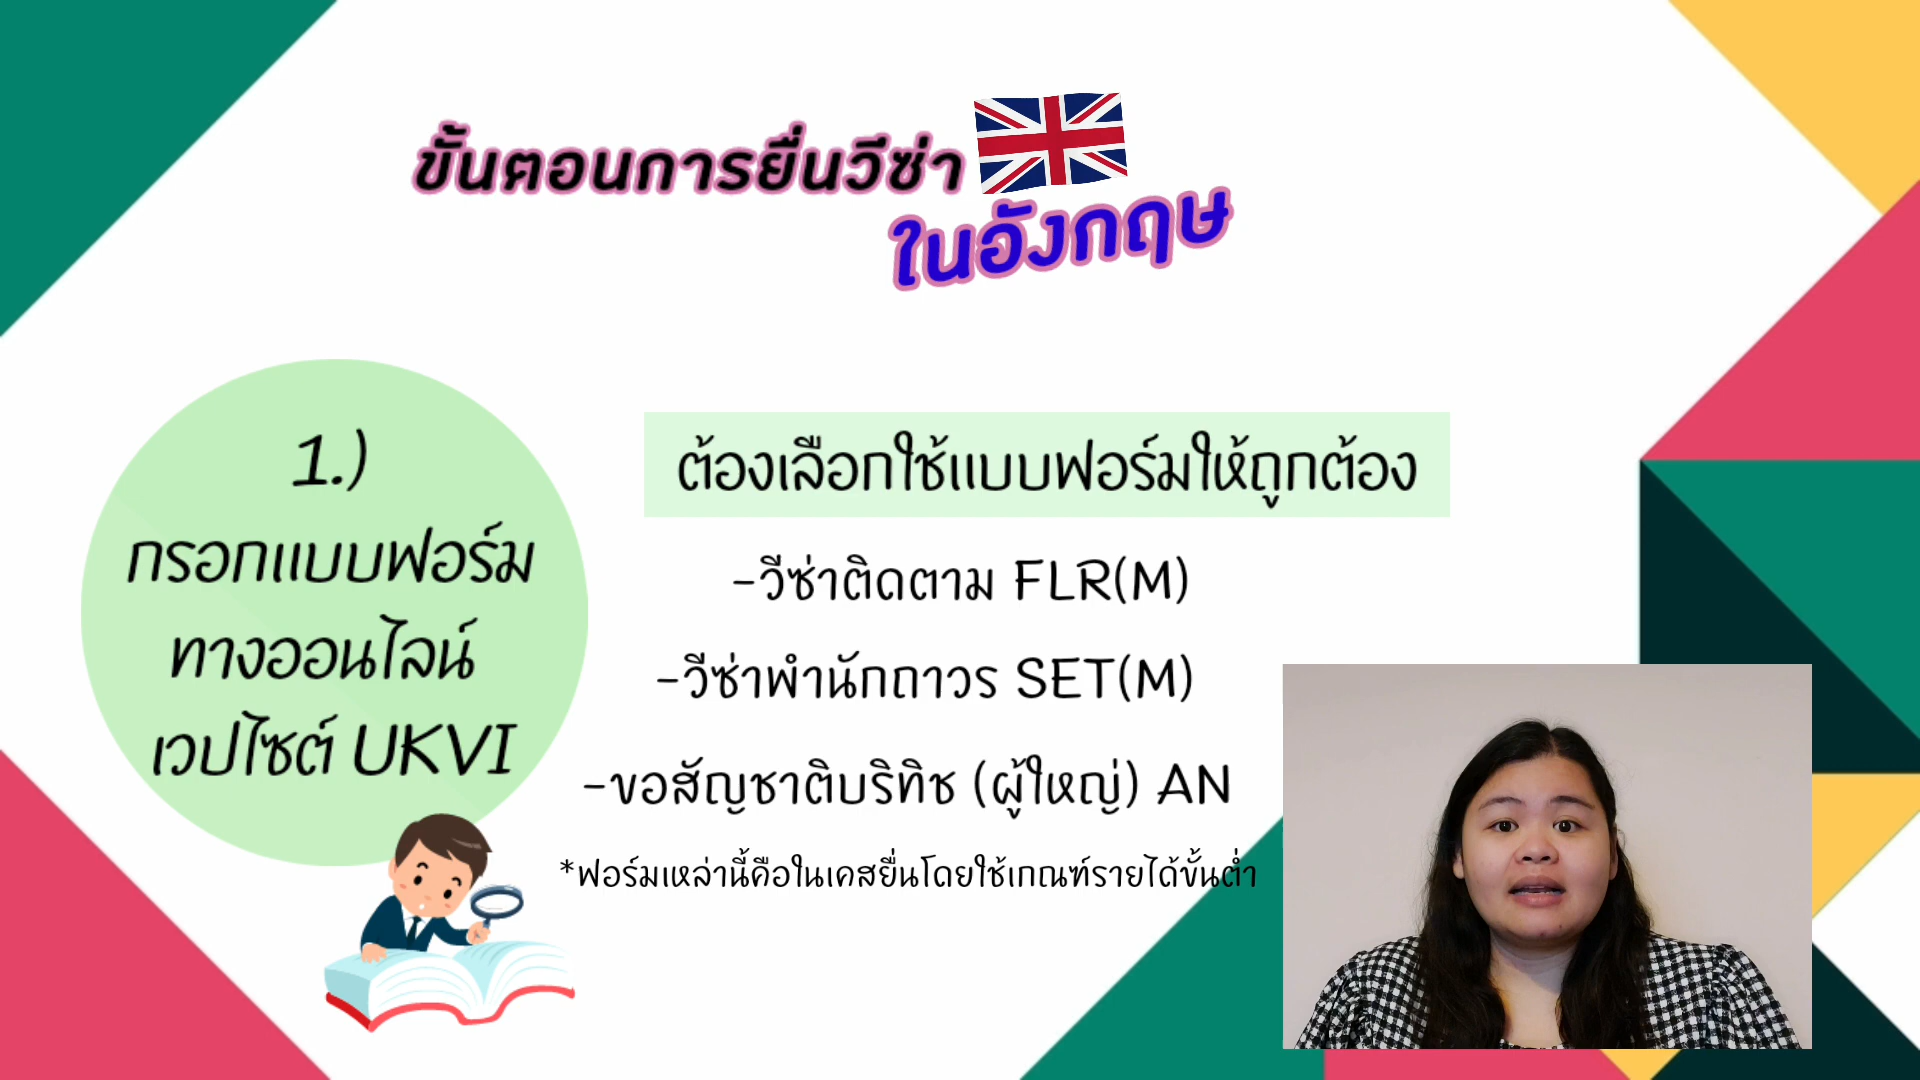 ขั้นตอนการยื่นวีซ่า
ในอังกฤษ
1.)
กรอกแบบฟอร์ม
ทางออนไลน์
เวปไซต์ UKVI
ต้องเลือกใช้แบบฟอร์มให้ถูกต้อง
-วีซ่าติดตาม FLR(M)
-วีซ่าพำนักถาวร SET(M)
-ขอสัญชาติบริทิช (ผู้ใหญ่) AN
*ฟอร์มเหล่านี้คือในเคสยื่นโดยใช้เกณฑ์รายได้ขั้นต่ำ